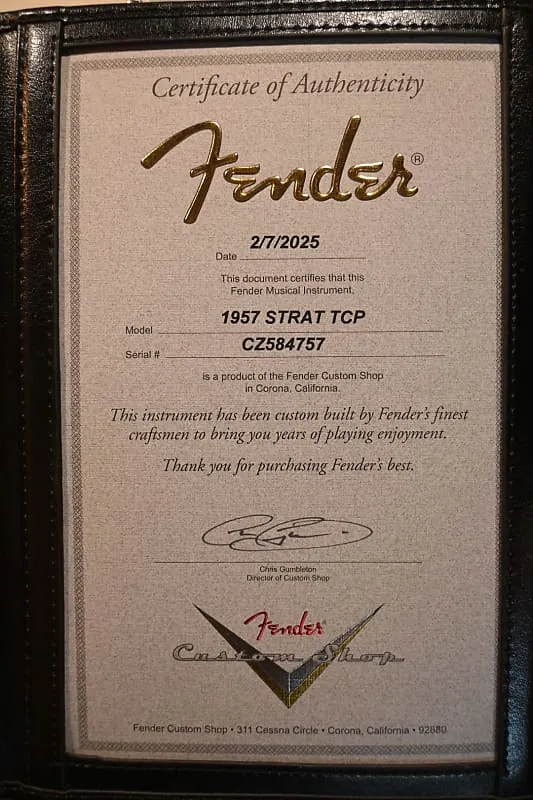 Certificate of Authenticity
Fender®
2/7/2025
Date
This document certifies that this
Fender Musical Instrument,
1957 STRAT TCP
Model
CZ584757
Serial #
is a product of the Fender Custom Shop
in Corona, California.
This instrument has been custom built by Fender's finest
craftsmen to bring you years of playing enjoyment.
Thank you for purchasing Fender's best.
Chris Gumbleton
Director of Custom Shop
Fender®
Custom Shop
Fender Custom Shop • 311 Cessna Circle • Corona, California • 92880